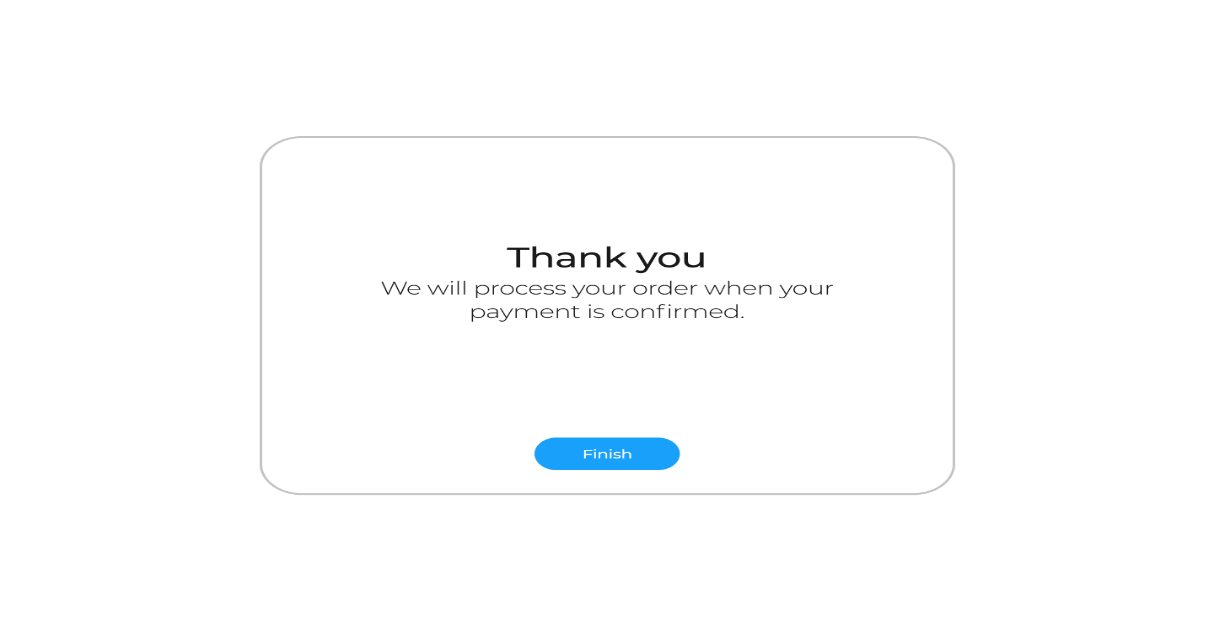 Thank you
We will process your order when your
payment is confirmed.
Finish